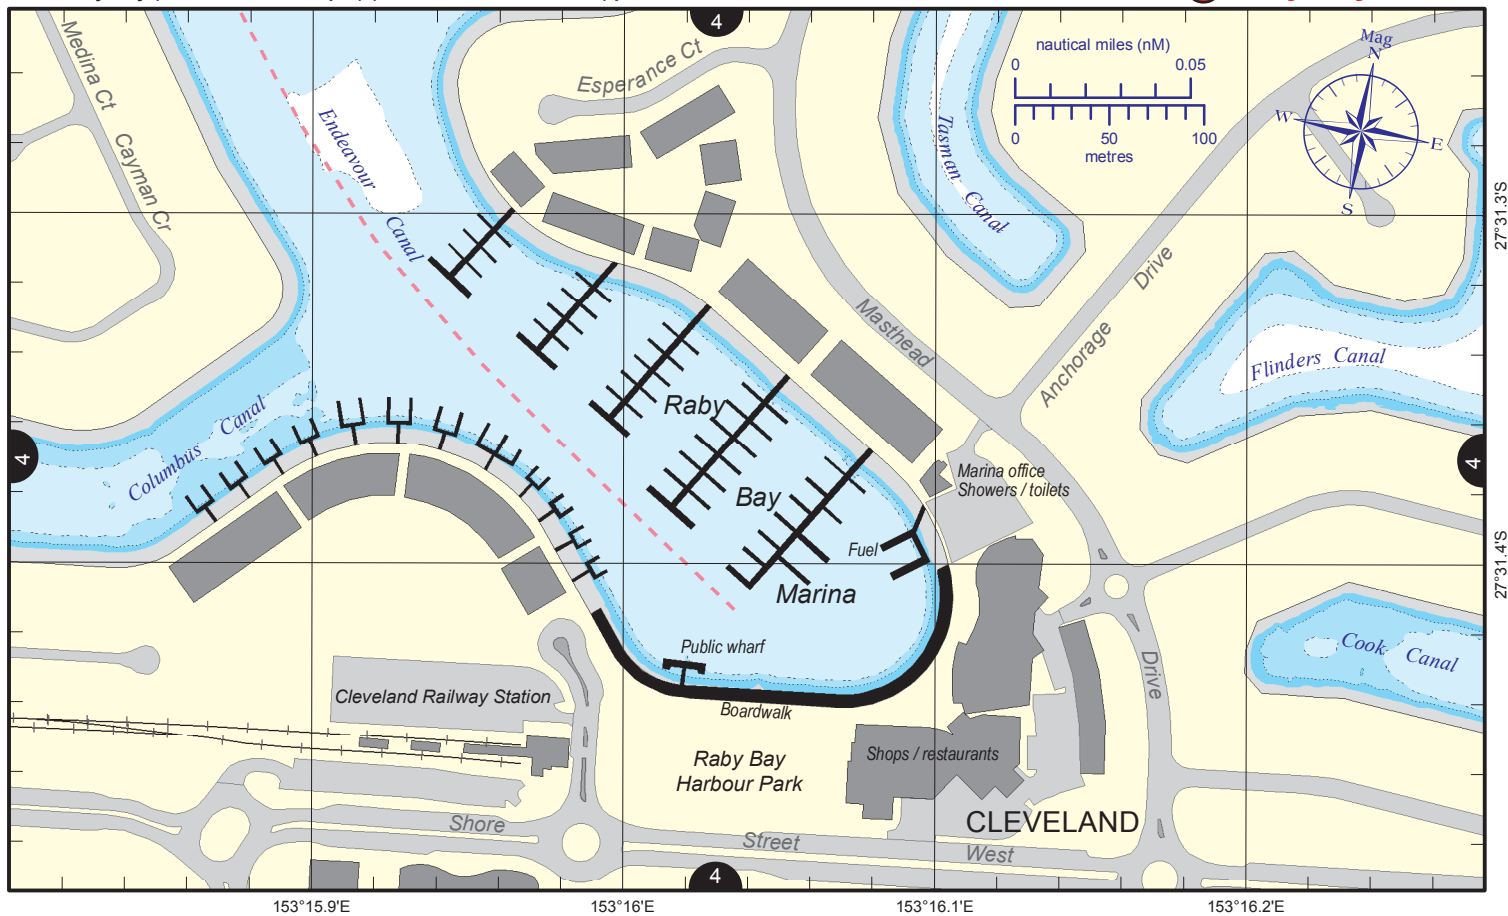 4
Medina Ct
Cayman Cr
Endeavour
Canal
Esperance Ct
Tasman Canal
nautical miles (nM)
0 0.05
0 50 100
metres
Mag
N
W
E
S
27°31.3'S
Masthead
Anchorage Drive
Flinders Canal
Columbus Canal
4
4
Raby
Bay
Marina
Marina office
Showers / toilets
Fuel
27°31.4'S
Public wharf
Boardwalk
Cleveland Railway Station
Cook Canal
Drive
Raby Bay
Harbour Park
Shops / restaurants
CLEVELAND
Shore Street West
4
153°15.9'E 153°16'E 153°16.1'E 153°16.2'E